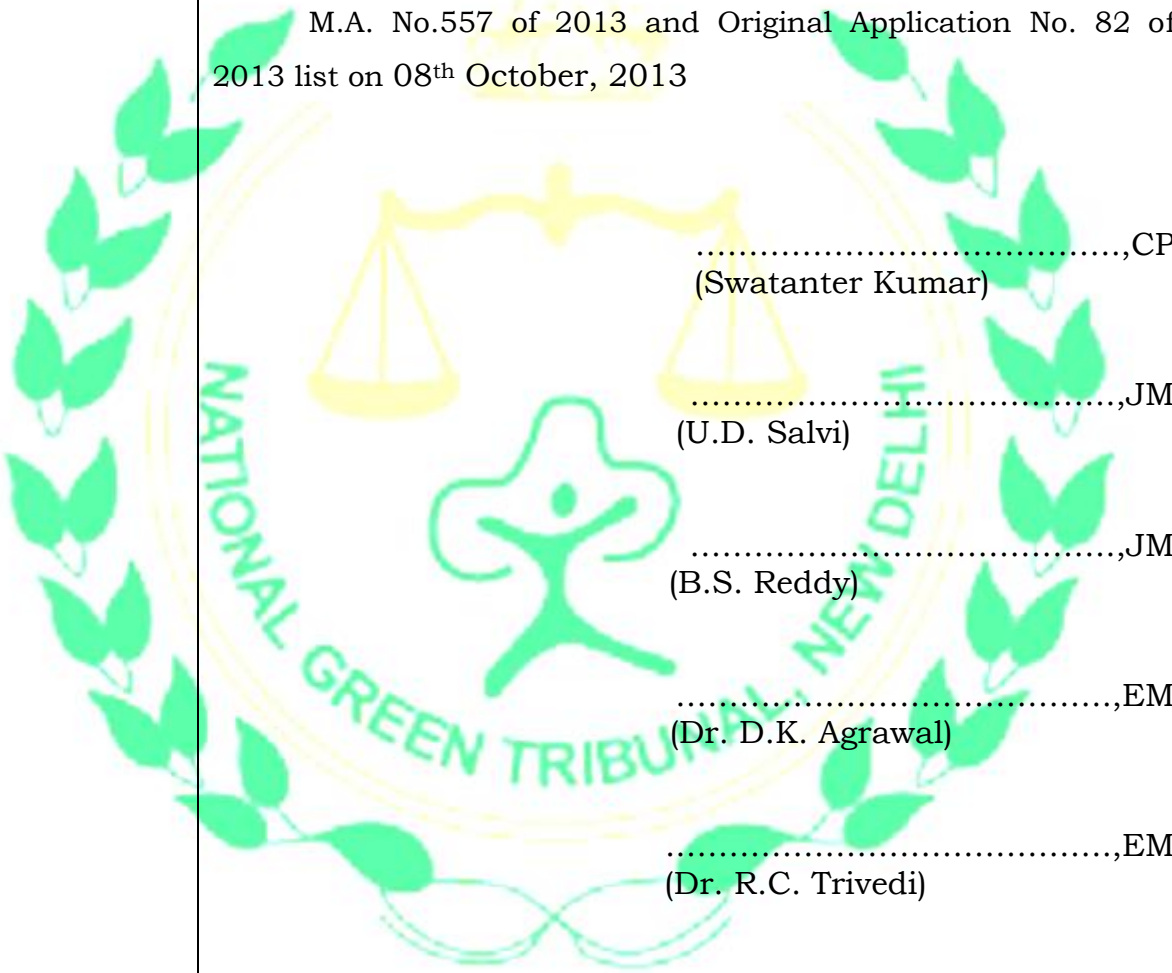 M.A. No.557 of 2013 and Original Application No. 82 of
2013 list on 08th October, 2013
.......................................,CP
(Swatanter Kumar)
.......................................,JM
(U.D. Salvi)
.......................................,JM
(B.S. Reddy)
.......................................,EM
(Dr. D.K. Agrawal)
.......................................,EM
(Dr. R.C. Trivedi)
NATIONAL GREEN TRIBUNAL, NEW DELHI